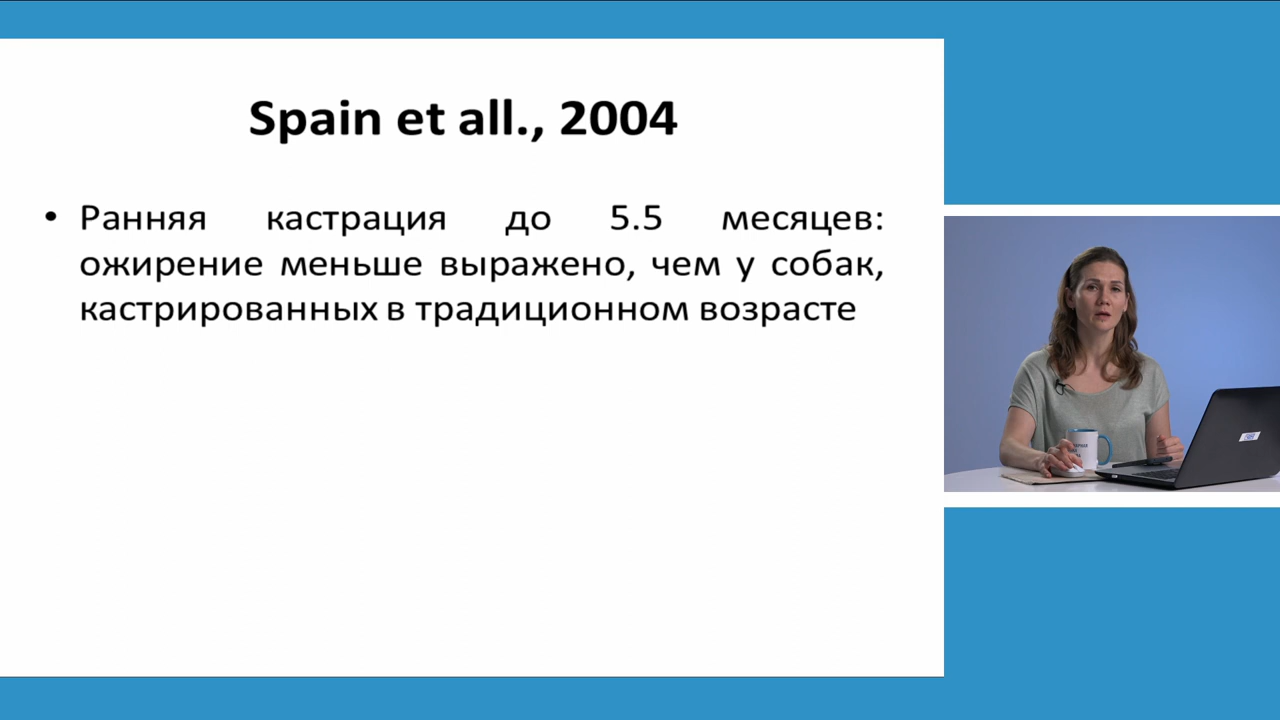 Spain et all., 2004
• Ранняя кастрация до 5.5 месяцев:
ожирение меньше выражено, чем у собак,
кастрированных в традиционном возрасте